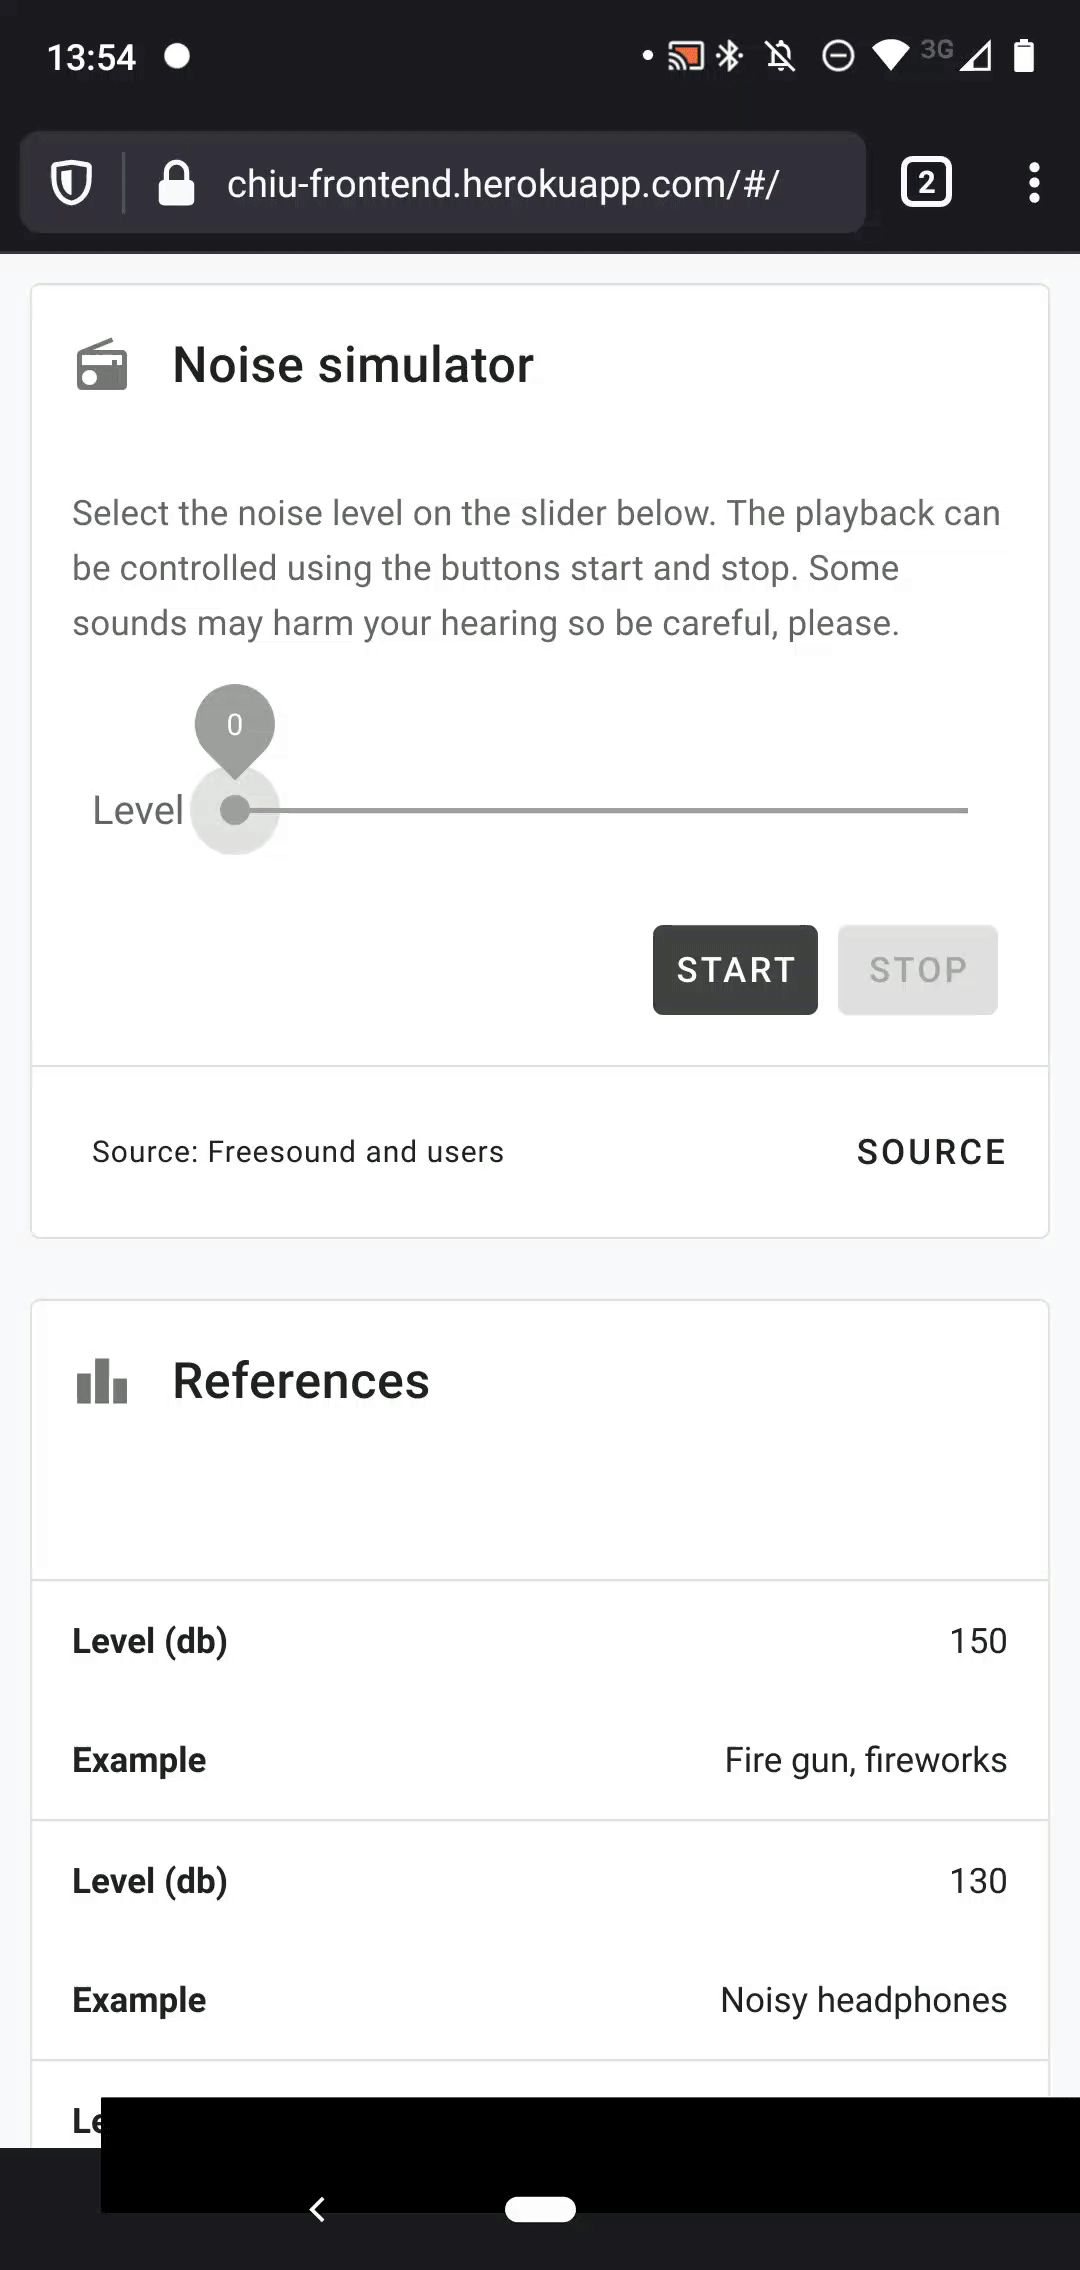 13:54
3G
chiu-frontend.herokuapp.com/#/
2
Noise simulator
Select the noise level on the slider below. The playback can
be controlled using the buttons start and stop. Some
sounds may harm your hearing so be careful, please.
0
Level
START STOP
Source: Freesound and users SOURCE
References
Level (db) 150
Example Fire gun, fireworks
Level (db) 130
Example Noisy headphones